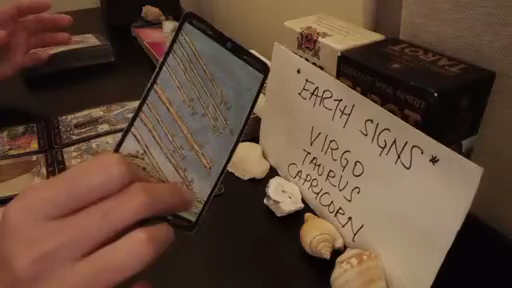 TAROT
* EARTH SIGNS *
VIRGO
TAURUS
CAPRICORN